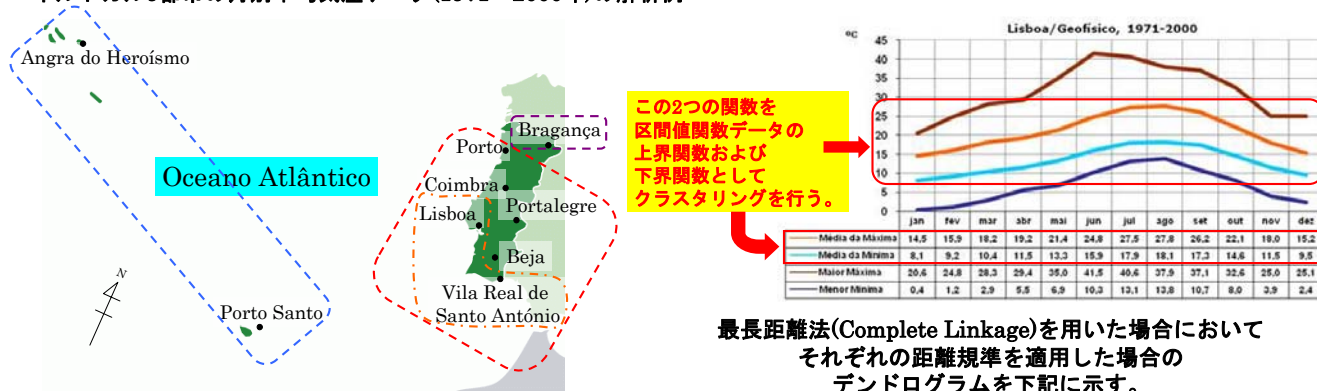 Angra do Heroísmo
Oceano Atlântico
Porto Santo
N
Bragança
Porto
Coimbra
Lisboa
Portalegre
Beja
Vila Real de
Santo António
この2つの関数を
区間値関数データの
上界関数および
下界関数として
クラスタリングを行う。
Lisboa/Geofísico, 1971-2000
ºC
45
40
35
30
25
20
15
10
5
0
jan fev mar abr mai jun jul ago set out nov dez
Média da Máxima 14,5 15,9 18,2 19,2 21,4 24,8 27,5 27,8 26,2 22,1 18,0 15,2
Média da Mínima 8,1 9,2 10,4 11,5 13,3 15,9 17,9 18,1 17,3 14,6 11,5 9,5
Maior Máxima 20,6 24,8 28,3 29,4 35,0 41,5 40,6 37,9 37,1 32,6 25,0 25,1
Menor Mínima 0,4 1,2 2,9 5,5 6,9 10,3 13,1 13,8 10,7 8,0 3,9 2,4
最長距離法(Complete Linkage)を用いた場合において
それぞれの距離規準を適用した場合の
デンドログラムを下記に示す。